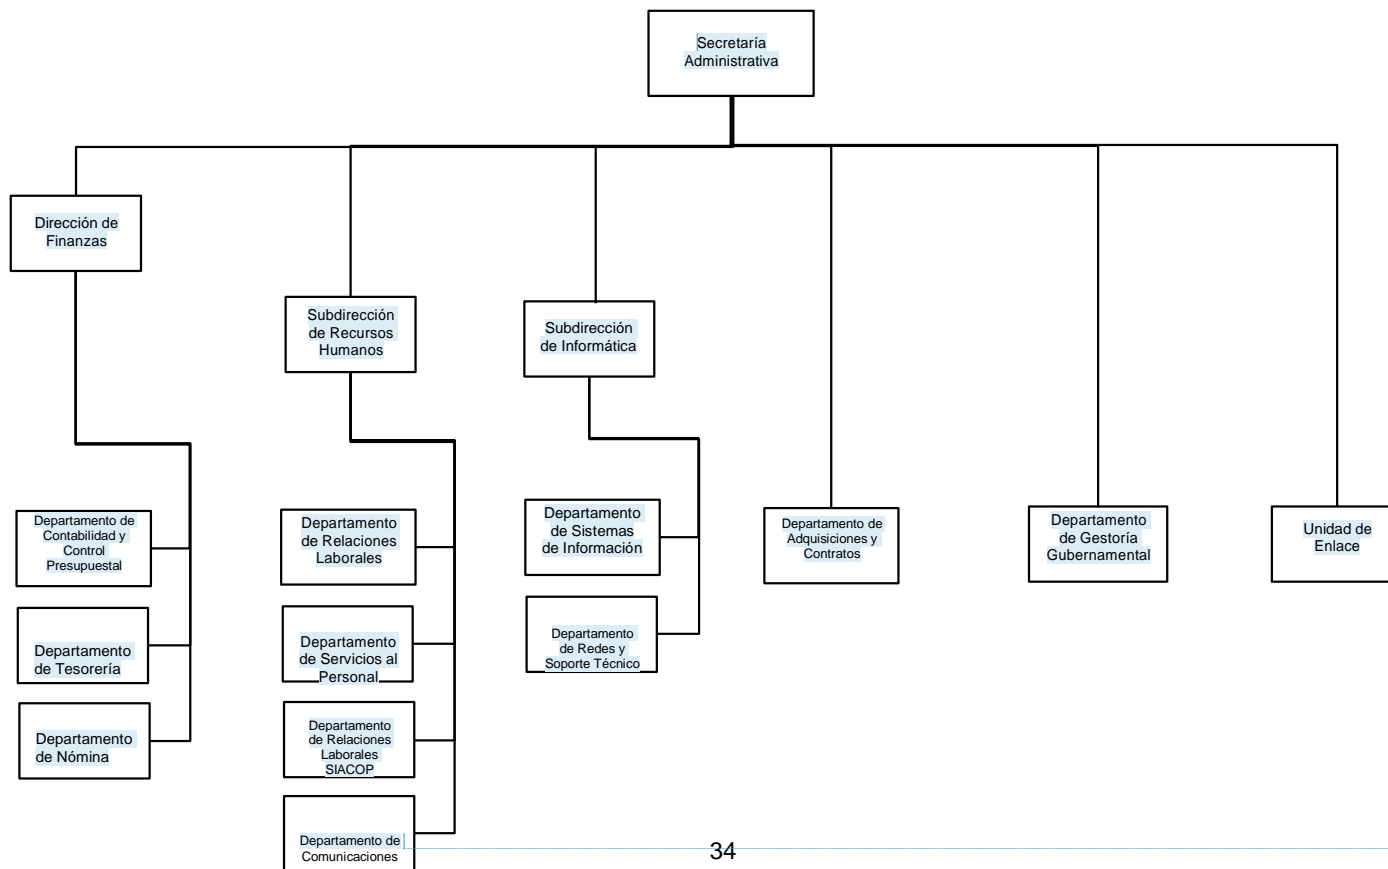 Secretaría
Administrativa
Dirección de
Finanzas
Subdirección
de Recursos
Humanos
Subdirección
de Informática
Departamento de
Contabilidad y
Control
Presupuestal
Departamento
de Relaciones
Laborales
Departamento
de Sistemas
de Información
Departamento de
Adquisiciones y
Contratos
Departamento
de Gestoría
Gubernamental
Unidad de
Enlace
Departamento
de Tesorería
Departamento
de Servicios al
Personal
Departamento
de Redes y
Soporte Técnico
Departamento
de Nómina
Departamento
de Relaciones
Laborales
SIACOP
Departamento de
Comunicaciones
34